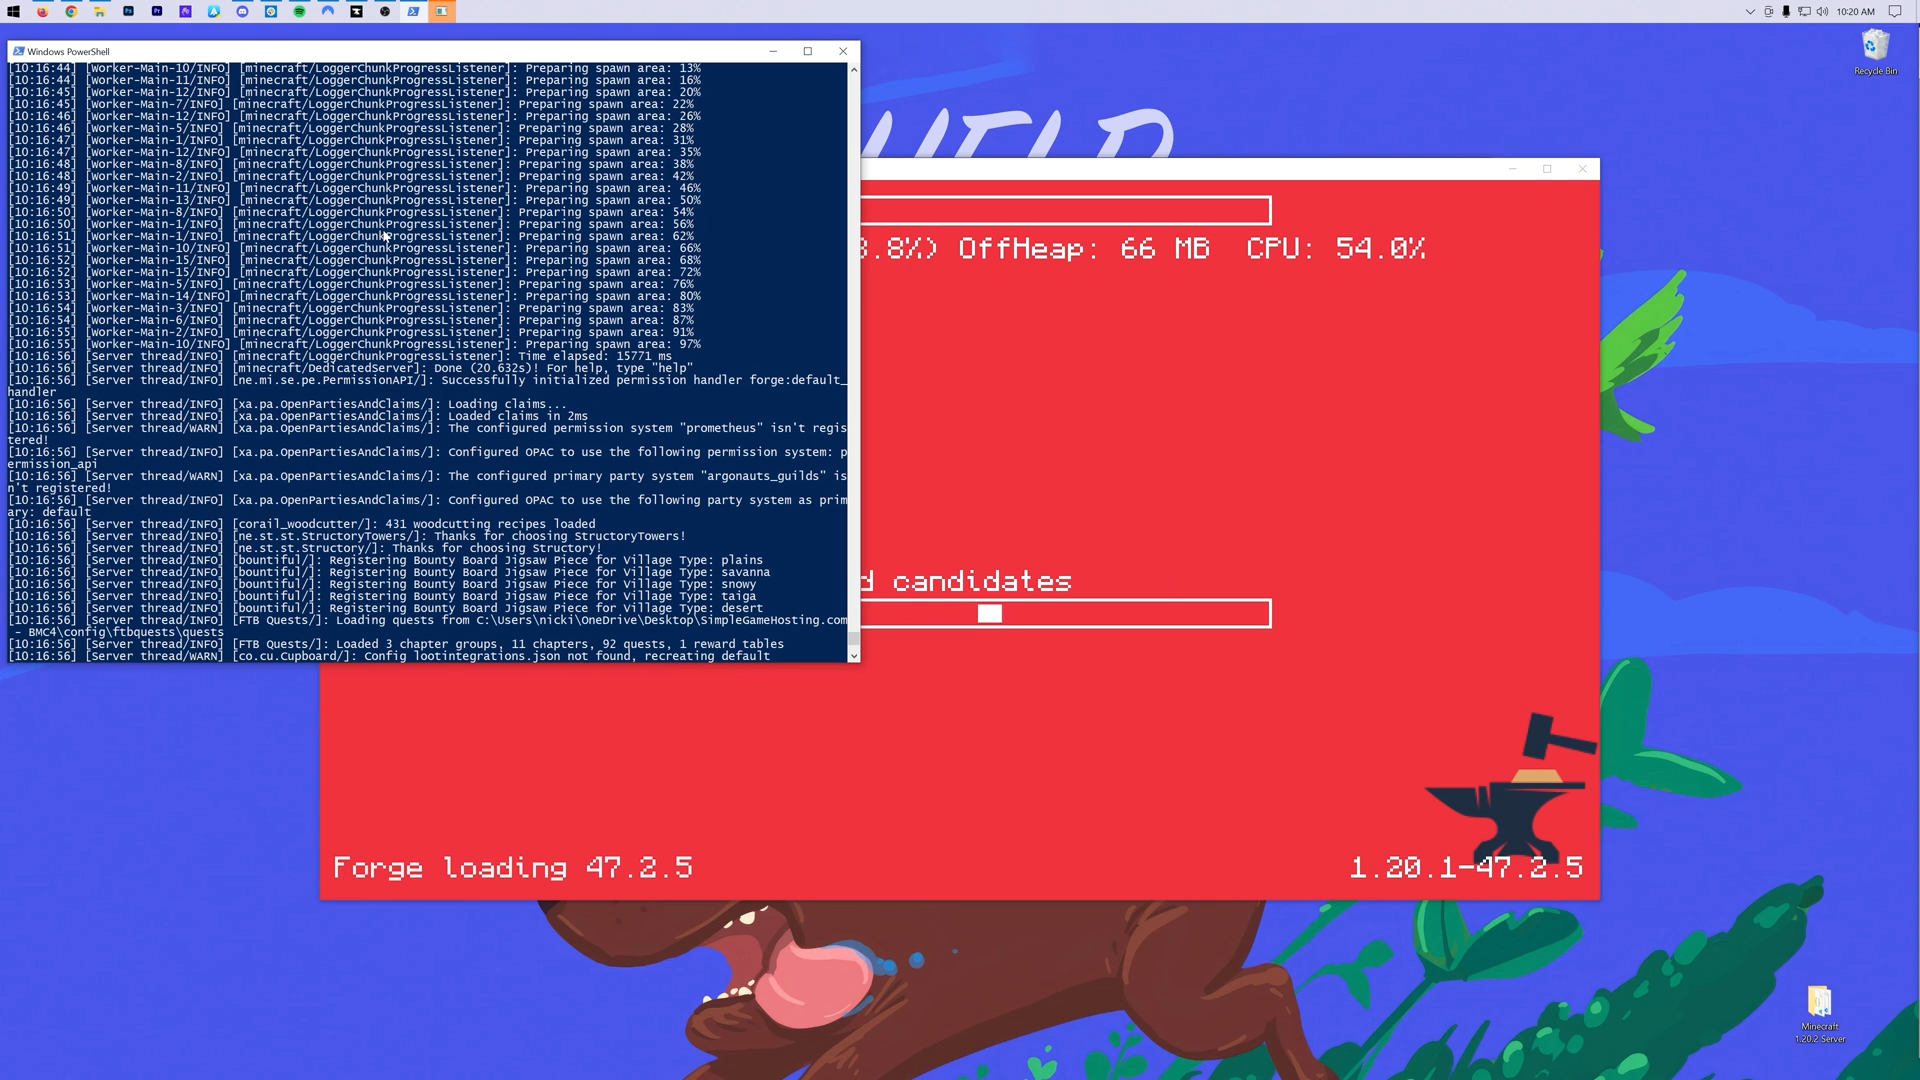 10:20 AM
Windows PowerShell
Recycle Bin
[10:16:44] [Worker-Main-10/INFO] [minecraft/LoggerChunkProgressListener]: Preparing spawn area: 13%
[10:16:44] [Worker-Main-11/INFO] [minecraft/LoggerChunkProgressListener]: Preparing spawn area: 16%
[10:16:45] [Worker-Main-12/INFO] [minecraft/LoggerChunkProgressListener]: Preparing spawn area: 20%
[10:16:45] [Worker-Main-7/INFO] [minecraft/LoggerChunkProgressListener]: Preparing spawn area: 22%
[10:16:46] [Worker-Main-12/INFO] [minecraft/LoggerChunkProgressListener]: Preparing spawn area: 26%
[10:16:46] [Worker-Main-5/INFO] [minecraft/LoggerChunkProgressListener]: Preparing spawn area: 28%
[10:16:47] [Worker-Main-1/INFO] [minecraft/LoggerChunkProgressListener]: Preparing spawn area: 31%
[10:16:47] [Worker-Main-12/INFO] [minecraft/LoggerChunkProgressListener]: Preparing spawn area: 35%
[10:16:48] [Worker-Main-8/INFO] [minecraft/LoggerChunkProgressListener]: Preparing spawn area: 38%
[10:16:48] [Worker-Main-2/INFO] [minecraft/LoggerChunkProgressListener]: Preparing spawn area: 42%
[10:16:49] [Worker-Main-11/INFO] [minecraft/LoggerChunkProgressListener]: Preparing spawn area: 46%
[10:16:49] [Worker-Main-13/INFO] [minecraft/LoggerChunkProgressListener]: Preparing spawn area: 50%
[10:16:50] [Worker-Main-8/INFO] [minecraft/LoggerChunkProgressListener]: Preparing spawn area: 54%
[10:16:50] [Worker-Main-1/INFO] [minecraft/LoggerChunkProgressListener]: Preparing spawn area: 56%
[10:16:51] [Worker-Main-1/INFO] [minecraft/LoggerChunkProgressListener]: Preparing spawn area: 62%
[10:16:51] [Worker-Main-10/INFO] [minecraft/LoggerChunkProgressListener]: Preparing spawn area: 66%
[10:16:52] [Worker-Main-15/INFO] [minecraft/LoggerChunkProgressListener]: Preparing spawn area: 68%
[10:16:52] [Worker-Main-15/INFO] [minecraft/LoggerChunkProgressListener]: Preparing spawn area: 72%
[10:16:53] [Worker-Main-5/INFO] [minecraft/LoggerChunkProgressListener]: Preparing spawn area: 76%
[10:16:53] [Worker-Main-14/INFO] [minecraft/LoggerChunkProgressListener]: Preparing spawn area: 80%
[10:16:54] [Worker-Main-3/INFO] [minecraft/LoggerChunkProgressListener]: Preparing spawn area: 83%
[10:16:54] [Worker-Main-6/INFO] [minecraft/LoggerChunkProgressListener]: Preparing spawn area: 87%
[10:16:55] [Worker-Main-2/INFO] [minecraft/LoggerChunkProgressListener]: Preparing spawn area: 91%
[10:16:55] [Worker-Main-10/INFO] [minecraft/LoggerChunkProgressListener]: Preparing spawn area: 97%
[10:16:56] [Server thread/INFO] [minecraft/LoggerChunkProgressListener]: Time elapsed: 15771 ms
[10:16:56] [Server thread/INFO] [minecraft/DedicatedServer]: Done (20.632s)! For help, type "help"
[10:16:56] [Server thread/INFO] [ne.mi.se.pe.PermissionAPI/]: Successfully initialized permission handler forge:default_
handler
[10:16:56] [Server thread/INFO] [xa.pa.OpenPartiesAndClaims/]: Loading claims...
[10:16:56] [Server thread/INFO] [xa.pa.OpenPartiesAndClaims/]: Loaded claims in 2ms
[10:16:56] [Server thread/WARN] [xa.pa.OpenPartiesAndClaims/]: The configured permission system "prometheus" isn't regis
tered!
[10:16:56] [Server thread/INFO] [xa.pa.OpenPartiesAndClaims/]: Configured OPAC to use the following permission system: p
ermission_api
[10:16:56] [Server thread/WARN] [xa.pa.OpenPartiesAndClaims/]: The configured primary party system "argonauts_guilds" is
n't registered!
[10:16:56] [Server thread/INFO] [xa.pa.OpenPartiesAndClaims/]: Configured OPAC to use the following party system as prim
ary: default
[10:16:56] [Server thread/INFO] [corail_woodcutter/]: 431 woodcutting recipes loaded
[10:16:56] [Server thread/INFO] [ne.st.st.StructoryTowers/]: Thanks for choosing StructoryTowers!
[10:16:56] [Server thread/INFO] [ne.st.st.Structory/]: Thanks for choosing Structory!
[10:16:56] [Server thread/INFO] [bountiful/]: Registering Bounty Board Jigsaw Piece for Village Type: plains
[10:16:56] [Server thread/INFO] [bountiful/]: Registering Bounty Board Jigsaw Piece for Village Type: savanna
[10:16:56] [Server thread/INFO] [bountiful/]: Registering Bounty Board Jigsaw Piece for Village Type: snowy
[10:16:56] [Server thread/INFO] [bountiful/]: Registering Bounty Board Jigsaw Piece for Village Type: taiga
[10:16:56] [Server thread/INFO] [bountiful/]: Registering Bounty Board Jigsaw Piece for Village Type: desert
[10:16:56] [Server thread/INFO] [FTB Quests/]: Loading quests from C:\Users\nicki\OneDrive\Desktop\SimpleGameHosting.com
- BMC4\config\ftbquests\quests
[10:16:56] [Server thread/INFO] [FTB Quests/]: Loaded 3 chapter groups, 11 chapters, 92 quests, 1 reward tables
[10:16:56] [Server thread/WARN] [co.cu.Cupboard/]: Config lootintegrations.json not found, recreating default
.8%) OffHeap: 66 MB CPU: 54.0%
d candidates
Forge loading 47.2.5
1.20.1-47.2.5
Minecraft
1.20.2 Server